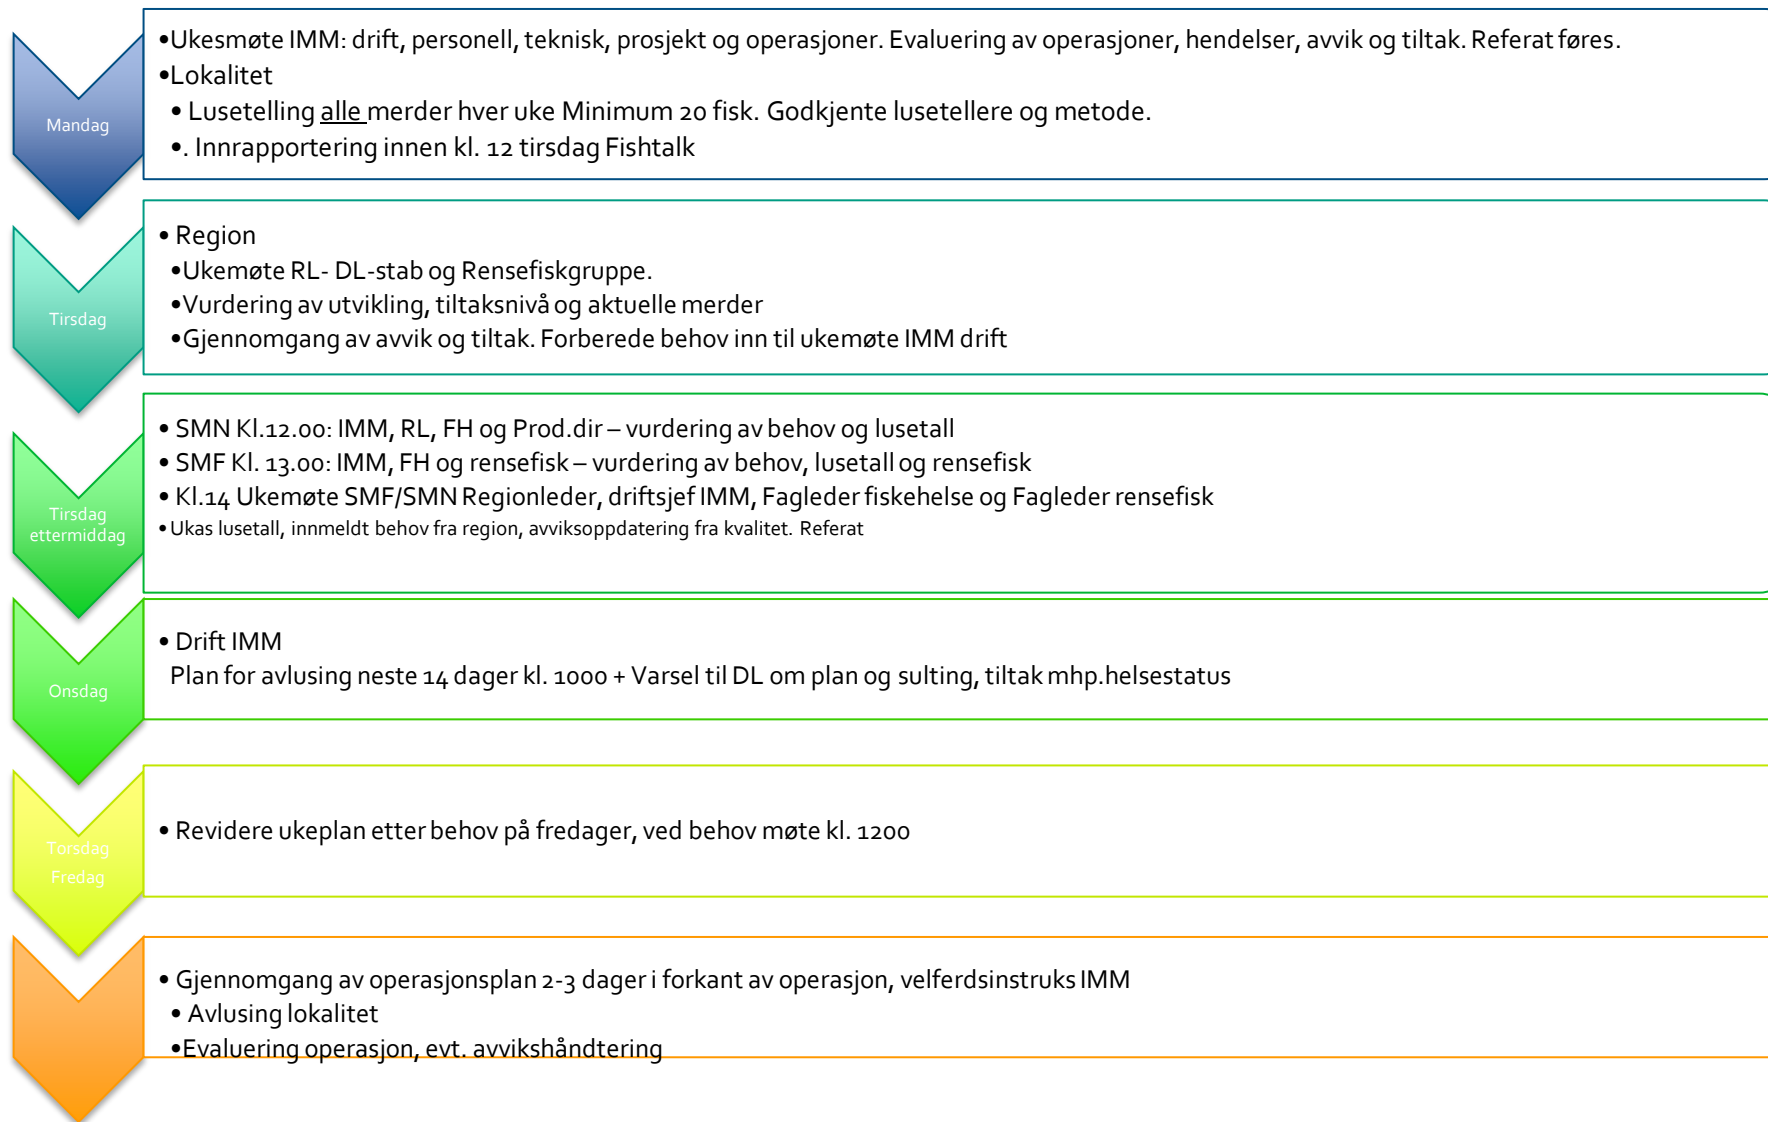 Mandag
•Ukesmøte IMM: drift, personell, teknisk, prosjekt og operasjoner. Evaluering av operasjoner, hendelser, avvik og tiltak. Referat føres.
•Lokalitet
• Lusetelling alle merder hver uke Minimum 20 fisk. Godkjente lusetellere og metode.
•. Innrapportering innen kl. 12 tirsdag Fishtalk
Tirsdag
• Region
•Ukemøte RL- DL-stab og Rensefiskgruppe.
•Vurdering av utvikling, tiltaksnivå og aktuelle merder
•Gjennomgang av avvik og tiltak. Forberede behov inn til ukemøte IMM drift
Tirsdag
ettermiddag
• SMN Kl.12.00: IMM, RL, FH og Prod.dir – vurdering av behov og lusetall
• SMF Kl. 13.00: IMM, FH og rensefisk – vurdering av behov, lusetall og rensefisk
• Kl.14 Ukemøte SMF/SMN Regionleder, driftsjef IMM, Fagleder fiskehelse og Fagleder rensefisk
• Ukas lusetall, innmeldt behov fra region, avviksoppdatering fra kvalitet. Referat
Onsdag
• Drift IMM
Plan for avlusing neste 14 dager kl. 1000 + Varsel til DL om plan og sulting, tiltak mhp.helsestatus
Torsdag
Fredag
• Revidere ukeplan etter behov på fredager, ved behov møte kl. 1200
• Gjennomgang av operasjonsplan 2-3 dager i forkant av operasjon, velferdsinstruks IMM
• Avlusing lokalitet
•Evaluering operasjon, evt. avvikshåndtering